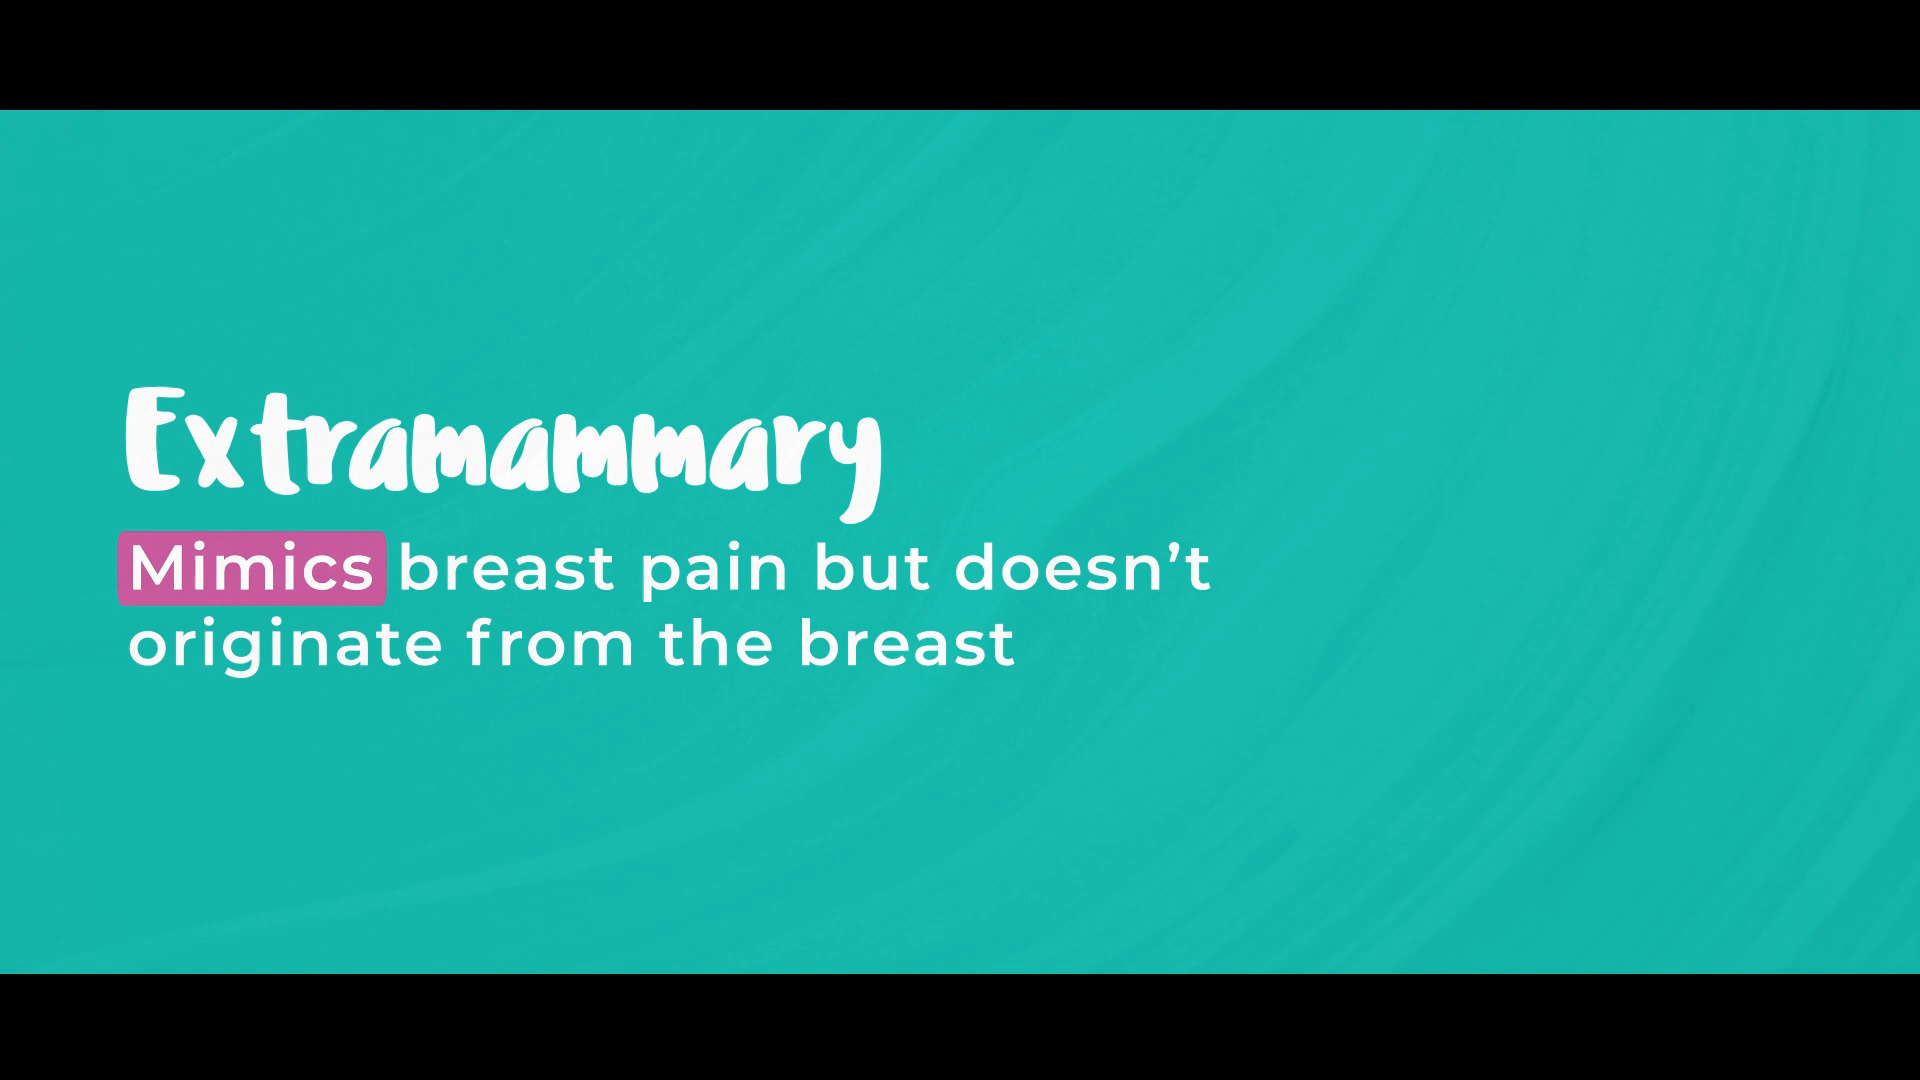 Extramammary
Mimics breast pain but doesn’t
originate from the breast